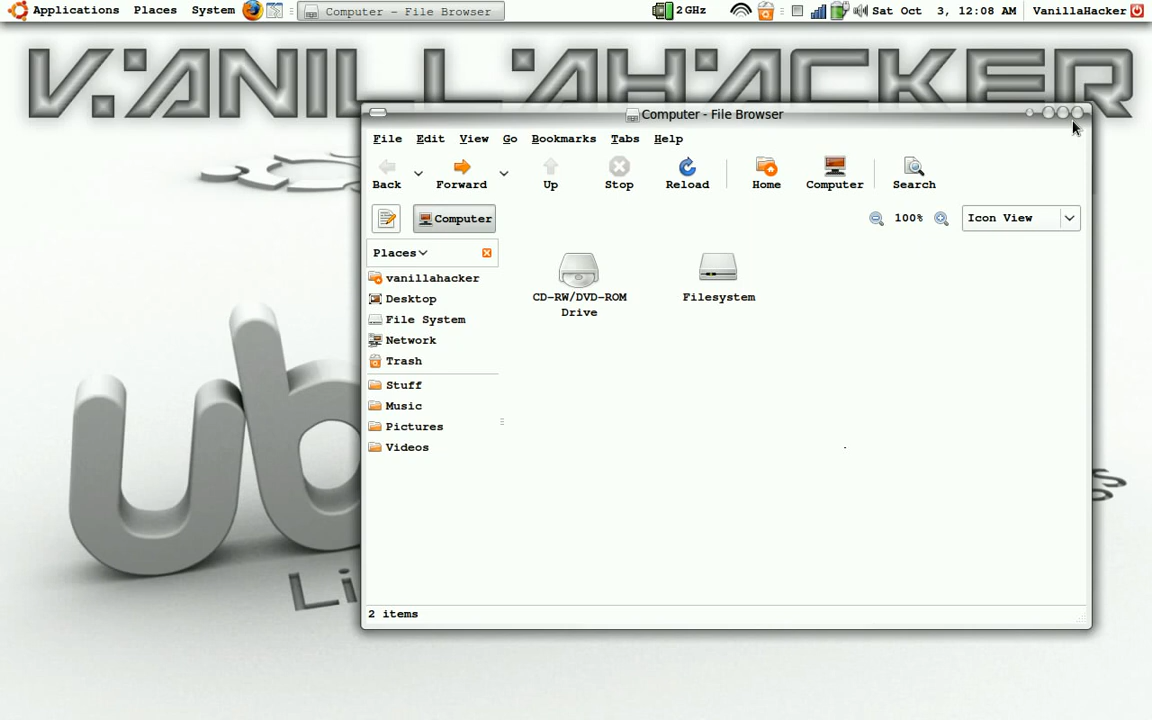 Applications Places System Computer - File Browser 2 GHz Sat Oct 3, 12:08 AM VanillaHacker
VANILLAHACKER
Computer - File Browser
File Edit View Go Bookmarks Tabs Help
Back Forward Up Stop Reload Home Computer Search
Computer 100% Icon View
Places
vanillahacker
Desktop
File System
Network
Trash
Stuff
Music
Pictures
Videos
CD-RW/DVD-ROM
Drive
Filesystem
ub
Li
s
2 items